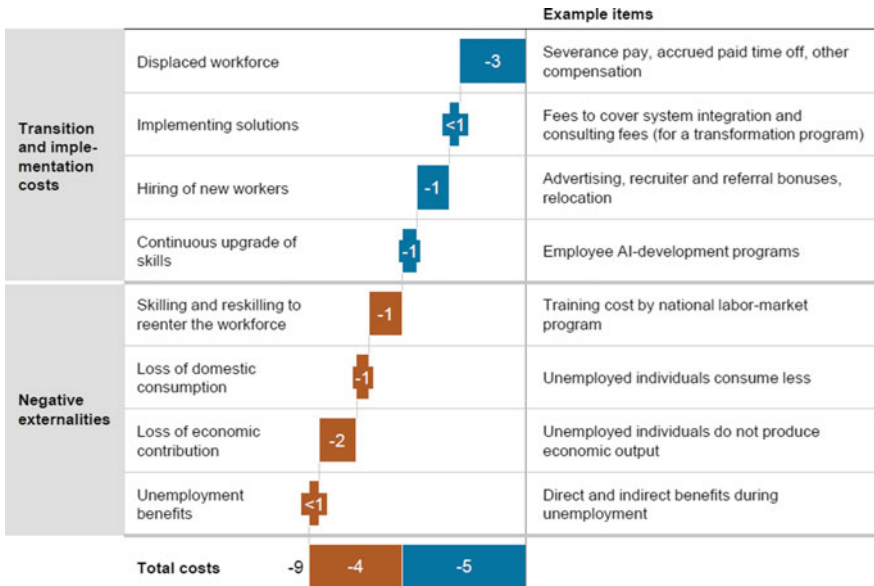 Example items
Transition
and imple-
mentation
costs
Displaced workforce
-3
Severance pay, accrued paid time off, other
compensation
Implementing solutions
<1
Fees to cover system integration and
consulting fees (for a transformation program)
Hiring of new workers
-1
Advertising, recruiter and referral bonuses,
relocation
Continuous upgrade of
skills
-1
Employee AI-development programs
Negative
externalities
Skilling and reskilling to
reenter the workforce
-1
Training cost by national labor-market
program
Loss of domestic
consumption
-1
Unemployed individuals consume less
Loss of economic
contribution
-2
Unemployed individuals do not produce
economic output
Unemployment
benefits
<1
Direct and indirect benefits during
unemployment
Total costs -9 -4 -5